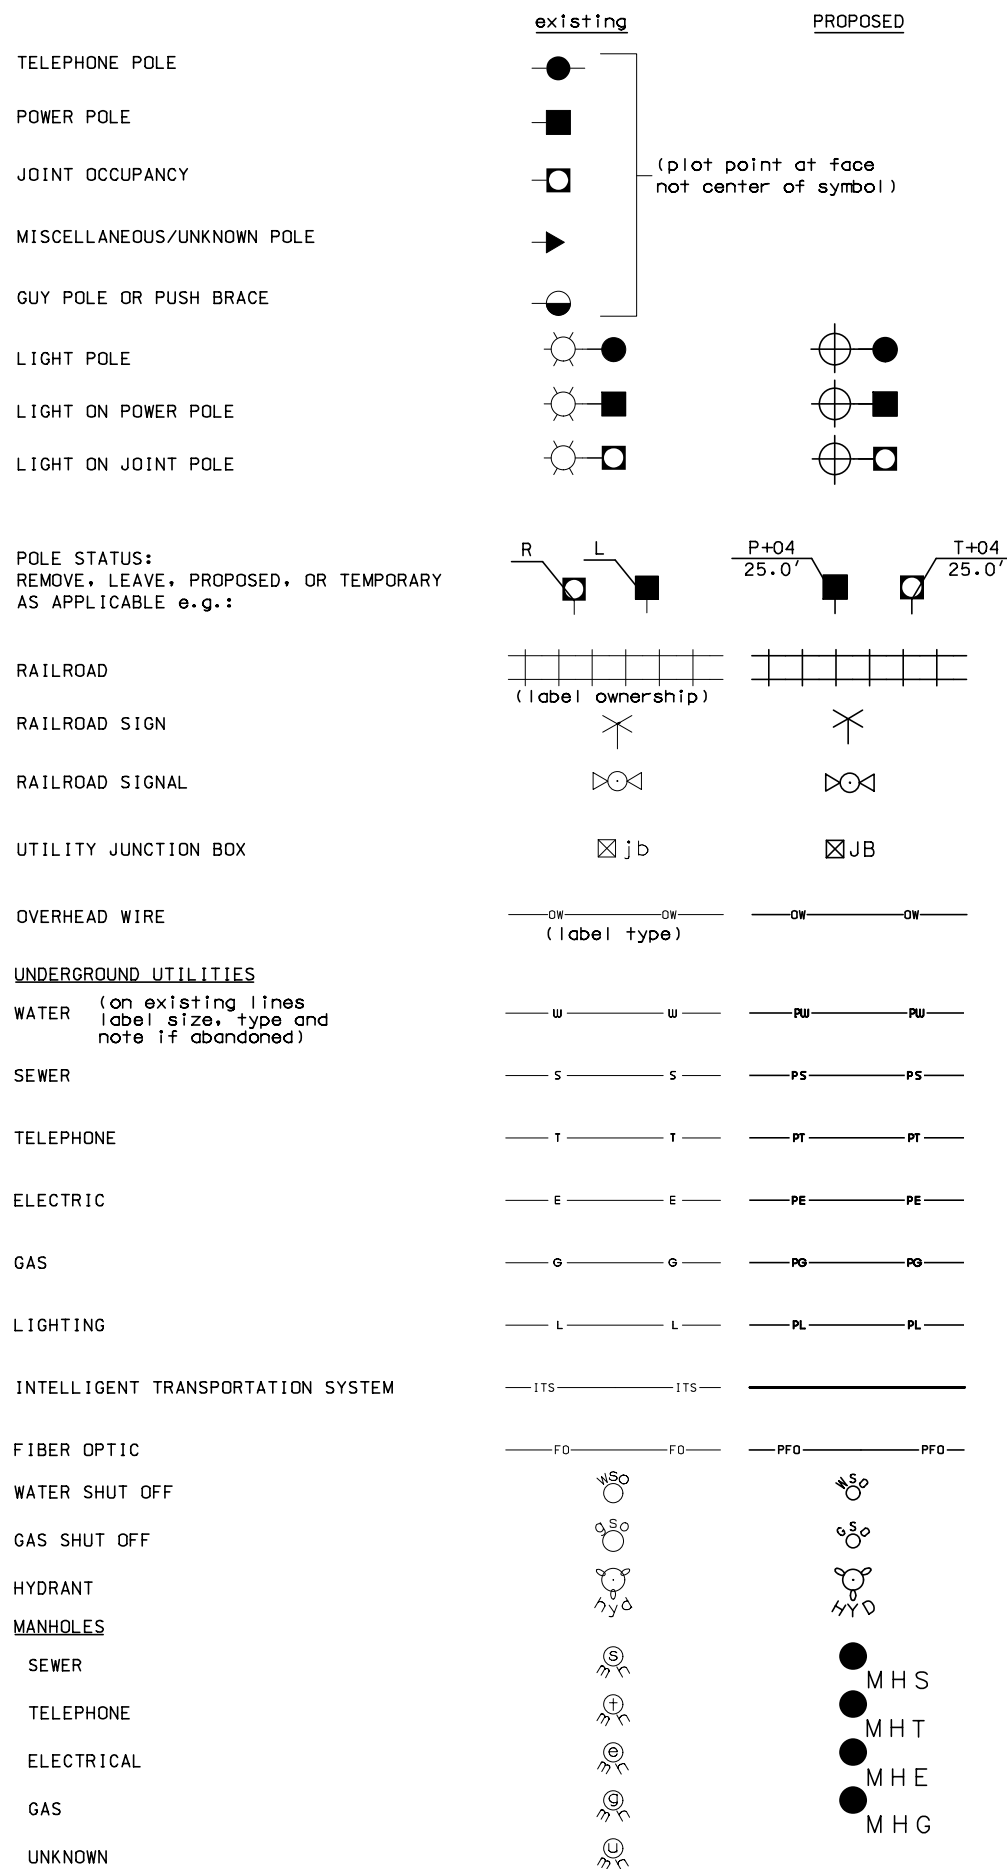 existing PROPOSED
TELEPHONE POLE
POWER POLE
JOINT OCCUPANCY
(plot point at face
not center of symbol)
MISCELLANEOUS/UNKNOWN POLE
GUY POLE OR PUSH BRACE
LIGHT POLE
LIGHT ON POWER POLE
LIGHT ON JOINT POLE
POLE STATUS:
REMOVE, LEAVE, PROPOSED, OR TEMPORARY
AS APPLICABLE e.g.:
R L P+04 T+04
25.0' 25.0'
RAILROAD
(label ownership)
RAILROAD SIGN
RAILROAD SIGNAL
UTILITY JUNCTION BOX jb JB
OVERHEAD WIRE OW OW OW OW
(label type)
UNDERGROUND UTILITIES
WATER (on existing lines
label size, type and
note if abandoned)
W W PW PW
SEWER S S PS PS
TELEPHONE T T PT PT
ELECTRIC E E PE PE
GAS G G PG PG
LIGHTING L L PL PL
INTELLIGENT TRANSPORTATION SYSTEM ITS ITS
FIBER OPTIC FO FO PFO PFO
WATER SHUT OFF wso WSO
GAS SHUT OFF gso GSO
HYDRANT hyd HYD
MANHOLES
SEWER s mh MHS
TELEPHONE t mh MHT
ELECTRICAL e mh MHE
GAS g mh MHG
UNKNOWN u mh